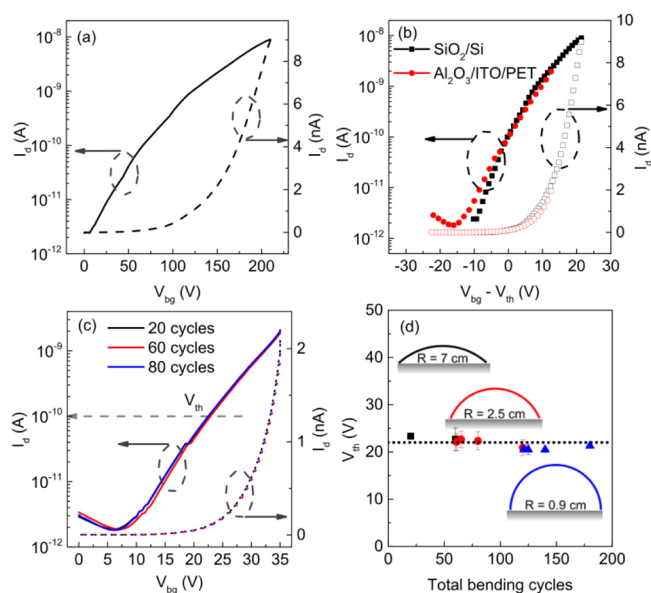 (a)
10⁻⁸
10⁻⁹
10⁻¹⁰
10⁻¹¹
10⁻¹²
I_d (A)
8
6
4
2
0
I_d (nA)
0 50 100 150 200
V_bg (V)
(b)
SiO₂/Si
Al₂O₃/ITO/PET
10⁻⁸
10⁻⁹
10⁻¹⁰
10⁻¹¹
10⁻¹²
I_d (A)
10
8
6
4
2
0
I_d (nA)
-30 -20 -10 0 10 20 30
V_bg - V_th (V)
(c)
20 cycles
60 cycles
80 cycles
V_th
10⁻⁹
10⁻¹⁰
10⁻¹¹
10⁻¹²
I_d (A)
2
1
0
I_d (nA)
0 5 10 15 20 25 30 35
V_bg (V)
(d)
R = 7 cm
R = 2.5 cm
R = 0.9 cm
50
40
30
20
10
0
V_th (V)
0 50 100 150 200
Total bending cycles